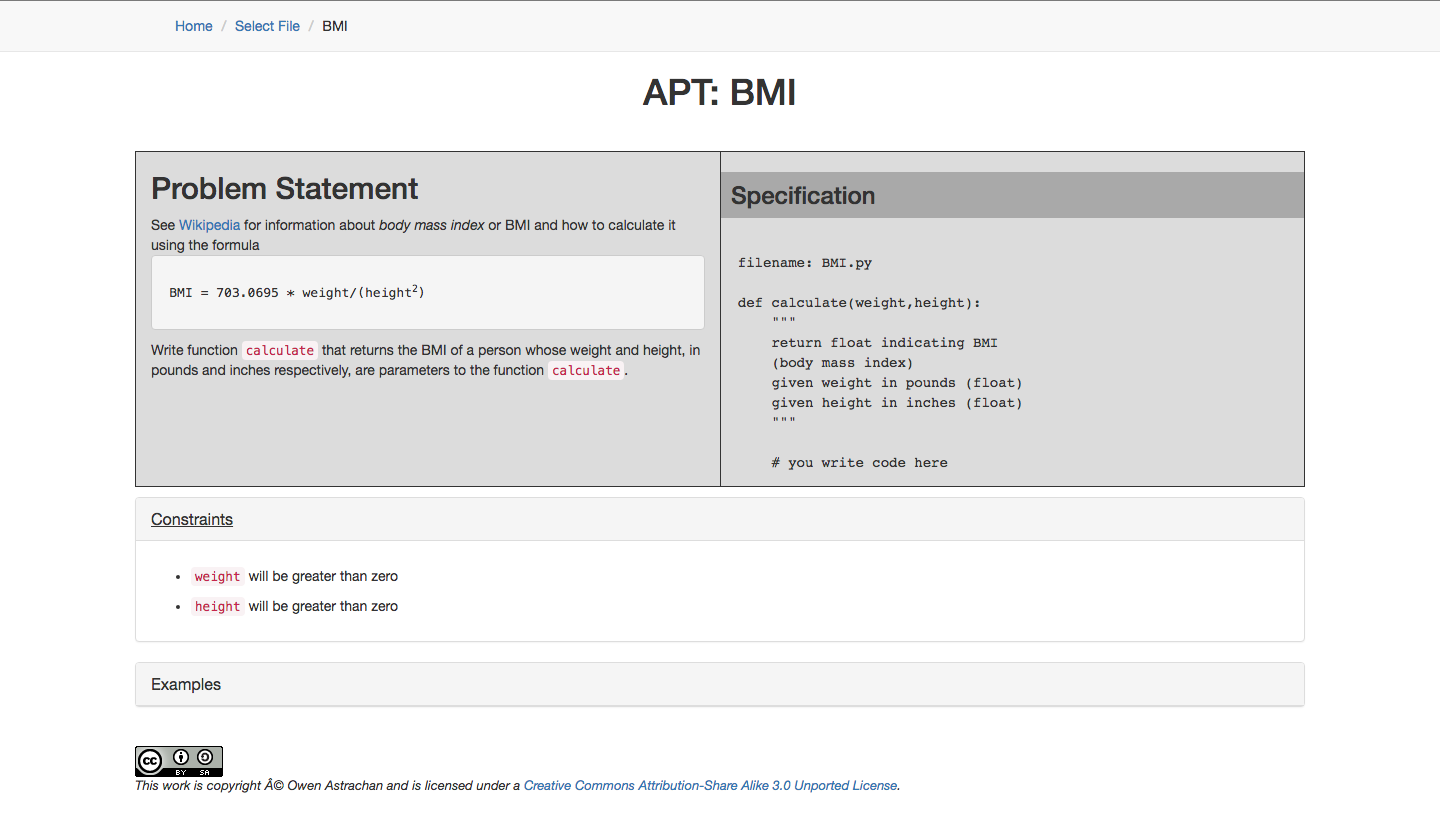 Home / Select File / BMI
APT: BMI
Problem Statement
See Wikipedia for information about body mass index or BMI and how to calculate it
using the formula
BMI = 703.0695 * weight/(height²)
Write function calculate that returns the BMI of a person whose weight and height, in
pounds and inches respectively, are parameters to the function calculate.
Specification
filename: BMI.py
def calculate(weight,height):
"""
return float indicating BMI
(body mass index)
given weight in pounds (float)
given height in inches (float)
"""
# you write code here
Constraints
• weight will be greater than zero
• height will be greater than zero
Examples
cc
BY SA
This work is copyright Â© Owen Astrachan and is licensed under a Creative Commons Attribution-Share Alike 3.0 Unported License.